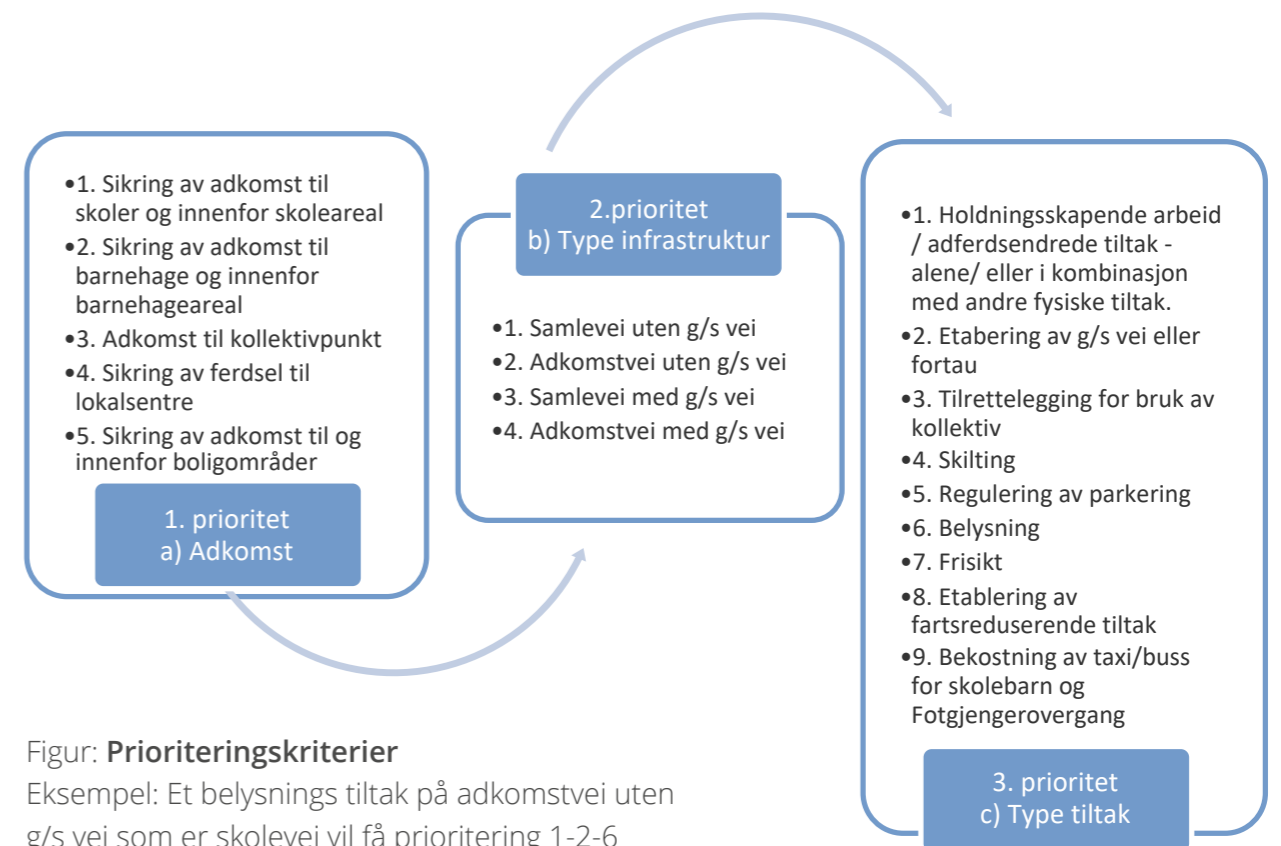 •1. Sikring av adkomst til
skoler og innenfor skoleareal
•2. Sikring av adkomst til
barnehage og innenfor
barnehageareal
•3. Adkomst til kollektivpunkt
•4. Sikring av ferdsel til
lokalsentre
•5. Sikring av adkomst til og
innenfor boligområder
1. prioritet
a) Adkomst
2.prioritet
b) Type infrastruktur
•1. Samlevei uten g/s vei
•2. Adkomstvei uten g/s vei
•3. Samlevei med g/s vei
•4. Adkomstvei med g/s vei
•1. Holdningsskapende arbeid
/ adferdsendrede tiltak -
alene/ eller i kombinasjon
med andre fysiske tiltak.
•2. Etabering av g/s vei eller
fortau
•3. Tilrettelegging for bruk av
kollektiv
•4. Skilting
•5. Regulering av parkering
•6. Belysning
•7. Frisikt
•8. Etablering av
fartsreduserende tiltak
•9. Bekostning av taxi/buss
for skolebarn og
Fotgjengerovergang
3. prioritet
c) Type tiltak
Figur: Prioriteringskriterier
Eksempel: Et belysnings tiltak på adkomstvei uten
g/s vei som er skolevei vil få prioritering 1-2-6